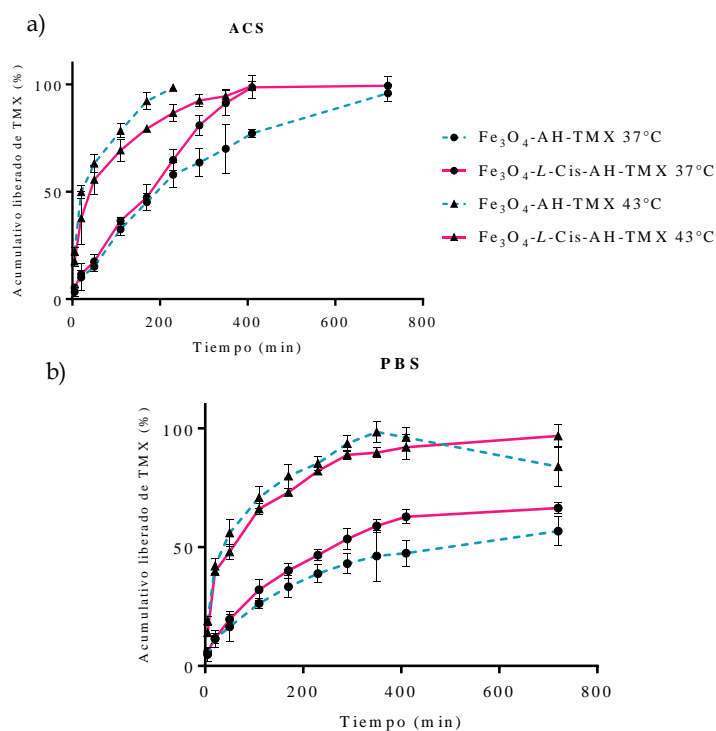 a)
ACS
Acumulativo liberado de TMX (%)
100
50
0
0 200 400 600 800
Tiempo (min)
Fe₃O₄-AH-TMX 37°C
Fe₃O₄-L-Cis-AH-TMX 37°C
Fe₃O₄-AH-TMX 43°C
Fe₃O₄-L-Cis-AH-TMX 43°C
b)
PBS
Acumulativo liberado de TMX (%)
100
50
0
0 200 400 600 800
Tiempo (min)